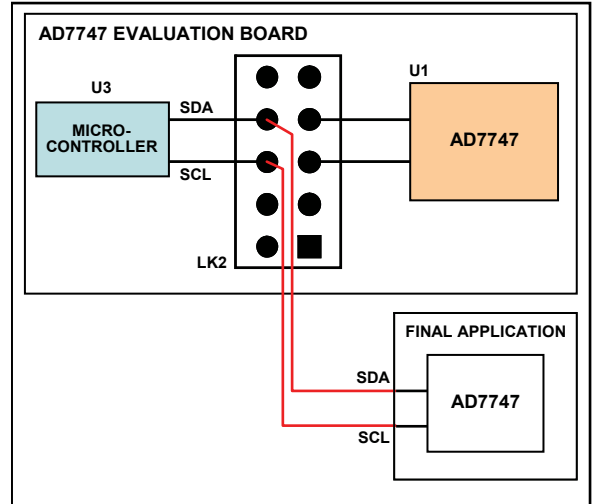 AD7747 EVALUATION BOARD
U3
U1
SDA
MICRO-
CONTROLLER
AD7747
SCL
LK2
FINAL APPLICATION
SDA
AD7747
SCL